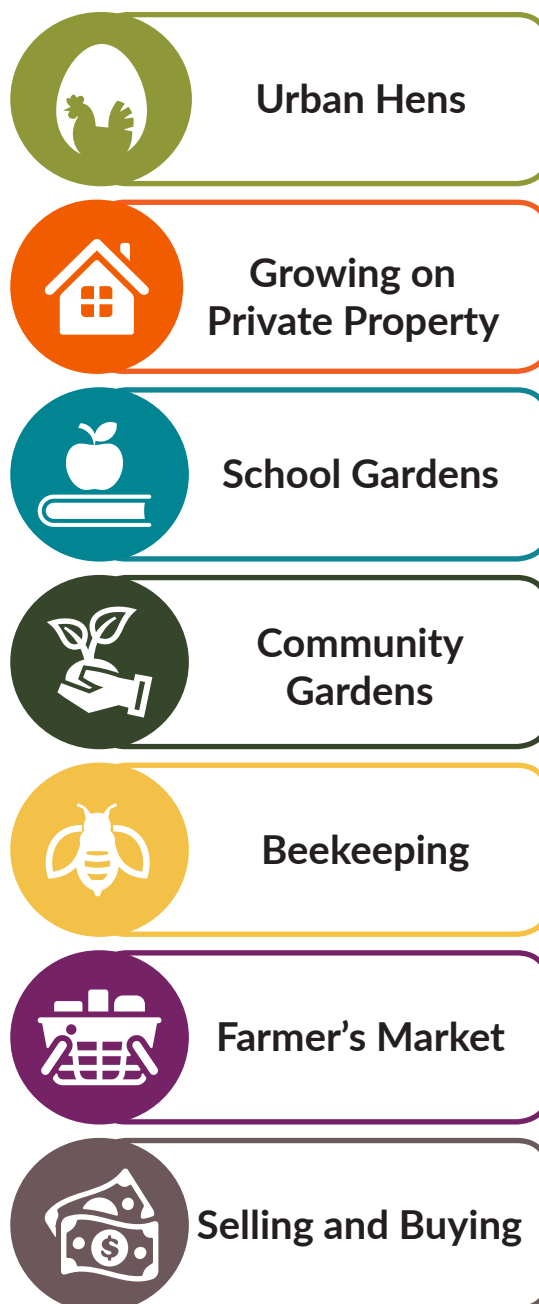 Urban Hens
Growing on
Private Property
School Gardens
Community
Gardens
Beekeeping
Farmer’s Market
$
Selling and Buying